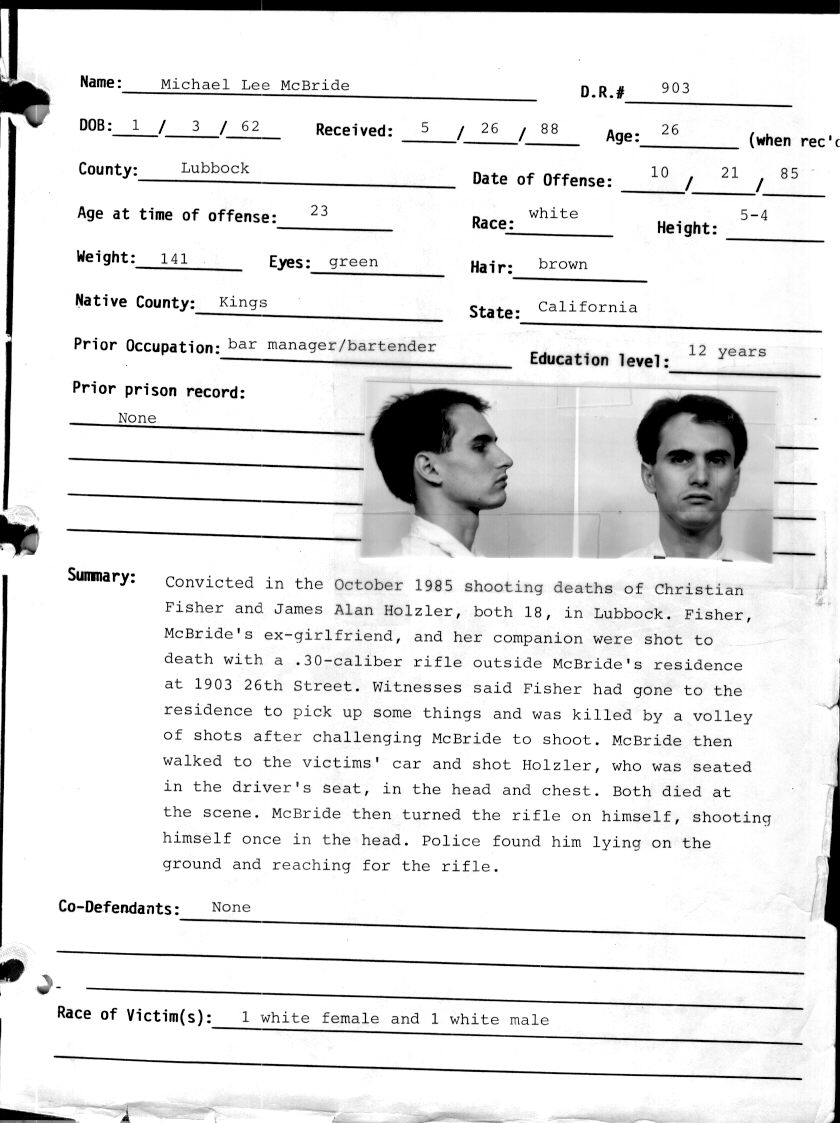 Name: Michael Lee McBride D.R.# 903
DOB: 1 / 3 / 62 Received: 5 / 26 / 88 Age: 26 (when rec'd
County: Lubbock Date of Offense: 10 / 21 / 85
Age at time of offense: 23 Race: white Height: 5-4
Weight: 141 Eyes: green Hair: brown
Native County: Kings State: California
Prior Occupation: bar manager/bartender Education level: 12 years
Prior prison record:
None
Summary: Convicted in the October 1985 shooting deaths of Christian
Fisher and James Alan Holzler, both 18, in Lubbock. Fisher,
McBride's ex-girlfriend, and her companion were shot to
death with a .30-caliber rifle outside McBride's residence
at 1903 26th Street. Witnesses said Fisher had gone to the
residence to pick up some things and was killed by a volley
of shots after challenging McBride to shoot. McBride then
walked to the victims' car and shot Holzler, who was seated
in the driver's seat, in the head and chest. Both died at
the scene. McBride then turned the rifle on himself, shooting
himself once in the head. Police found him lying on the
ground and reaching for the rifle.
Co-Defendants: None
Race of Victim(s): 1 white female and 1 white male